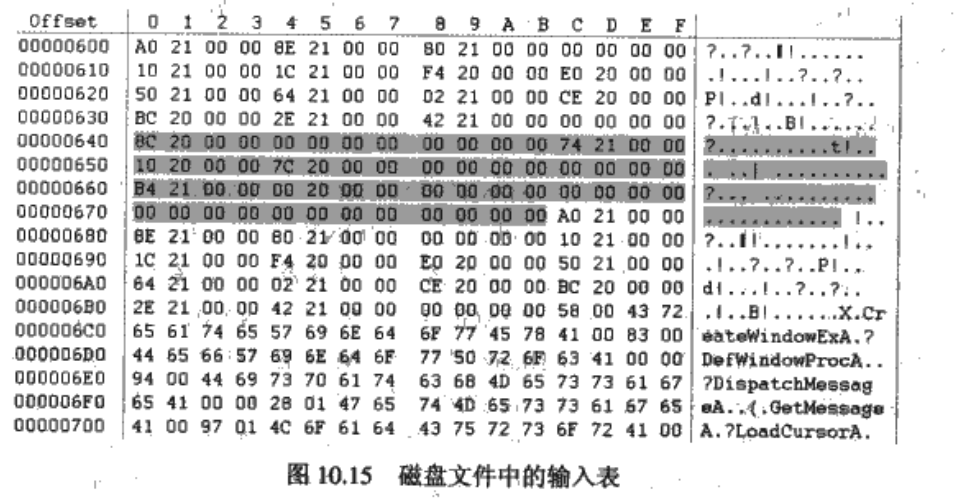 Offset 0 1 2 3 4 5 6 7 8 9 A B C D E F
00000600 A0 21 00 00 8E 21 00 00 80 21 00 00 00 00 00 00 ?..?..‖!......
00000610 10 21 00 00 1C 21 00 00 F4 20 00 00 E0 20 00 00 .!...!..?..?..
00000620 50 21 00 00 64 21 00 00 02 21 00 00 CE 20 00 00 P!..d!...!..?..
00000630 BC 20 00 00 2E 21 00 00 42 21 00 00 00 00 00 00 ?...!..B!......
00000640 8C 20 00 00 00 00 00 00 00 00 00 00 74 21 00 00 ?..........t!..
00000650 10 20 00 00 7C 20 00 00 00 00 00 00 00 00 00 00 . ..| ..........
00000660 B4 21 00 00 00 20 00 00 00 00 00 00 00 00 00 00 ?... ..........
00000670 00 00 00 00 00 00 00 00 00 00 00 00 A0 21 00 00 ............ !..
00000680 8E 21 00 00 80 21 00 00 00 00 00 00 10 21 00 00 ?..‖!.......!..
00000690 1C 21 00 00 F4 20 00 00 E0 20 00 00 50 21 00 00 .!..?..?..P!..
000006A0 64 21 00 00 02 21 00 00 CE 20 00 00 BC 20 00 00 d!...!..?..?..
000006B0 2E 21 00 00 42 21 00 00 00 00 00 00 58 00 43 72 .!..B!......X.Cr
000006C0 65 61 74 65 57 69 6E 64 6F 77 45 78 41 00 83 00 eateWindowExA.?
000006D0 44 65 66 57 69 6E 64 6F 77 50 72 6F 63 41 00 00 DefWindowProcA..
000006E0 94 00 44 69 73 70 61 74 63 68 4D 65 73 73 61 67 ?DispatchMessag
000006F0 65 41 00 00 28 01 47 65 74 4D 65 73 73 61 67 65 eA..(.GetMessage
00000700 41 00 97 01 4C 6F 61 64 43 75 72 73 6F 72 41 00 A.?LoadCursorA.
图 10.15 磁盘文件中的输入表